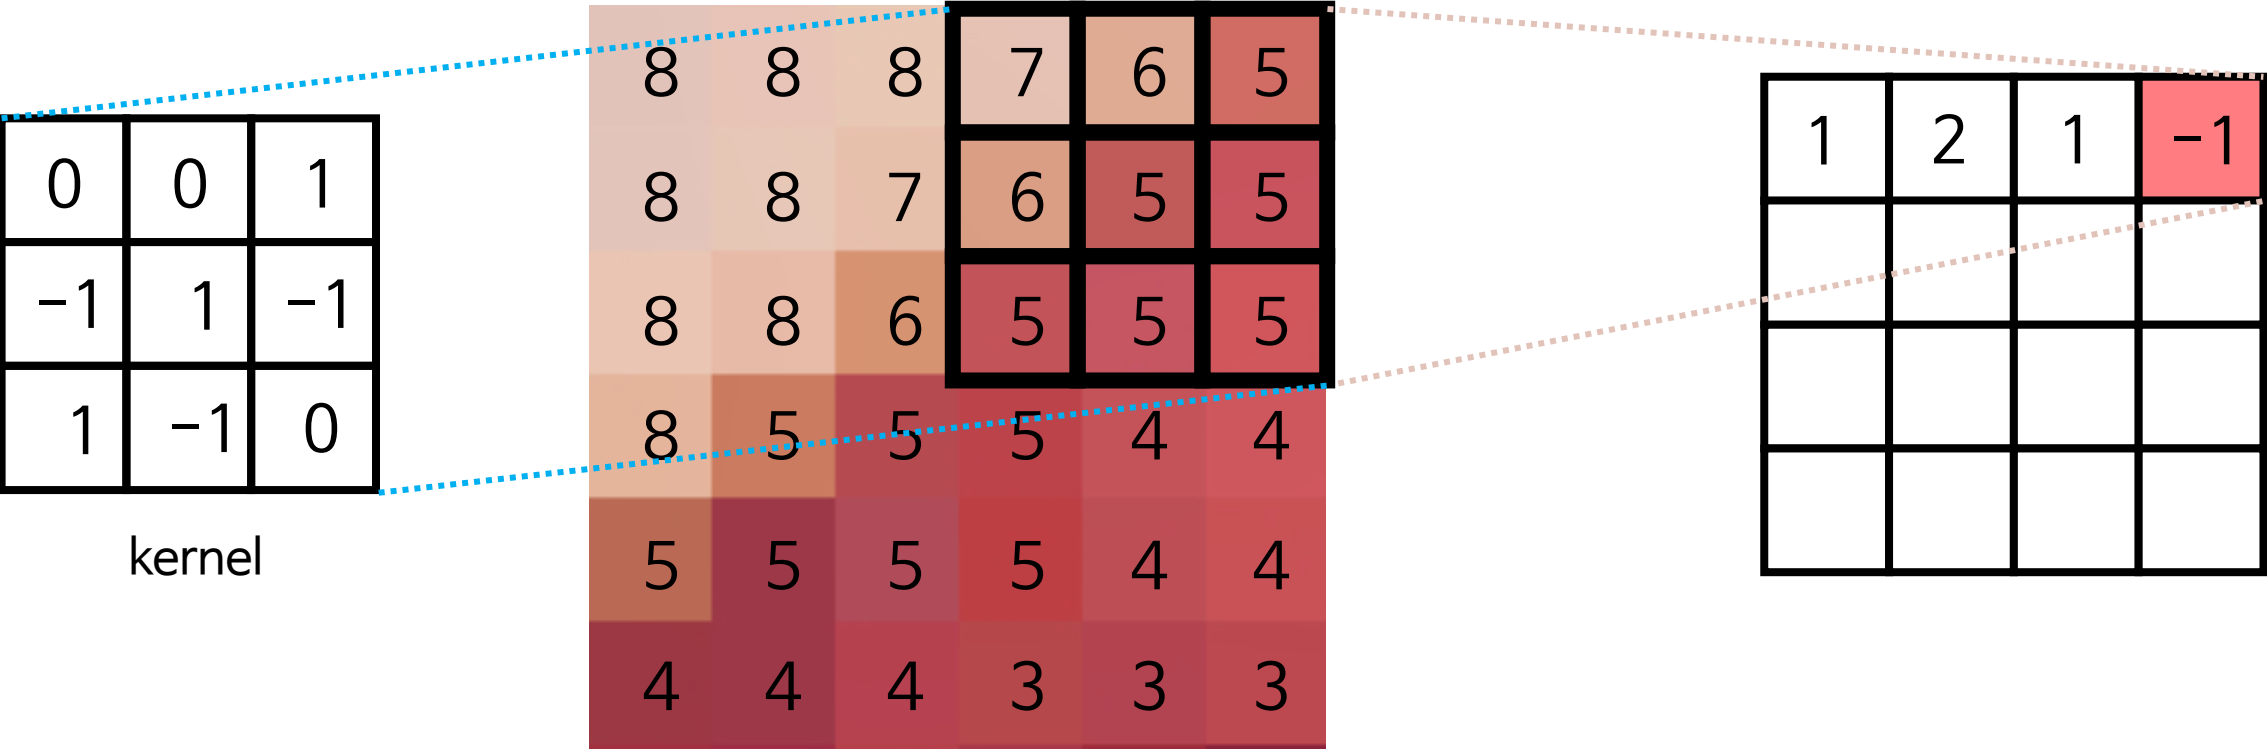 0 0 1
−1 1 −1
1 −1 0
kernel
8 8 8 7 6 5
8 8 7 6 5 5
8 8 6 5 5 5
8 5 5 5 4 4
5 5 5 5 4 4
4 4 4 3 3 3
1 2 1 −1